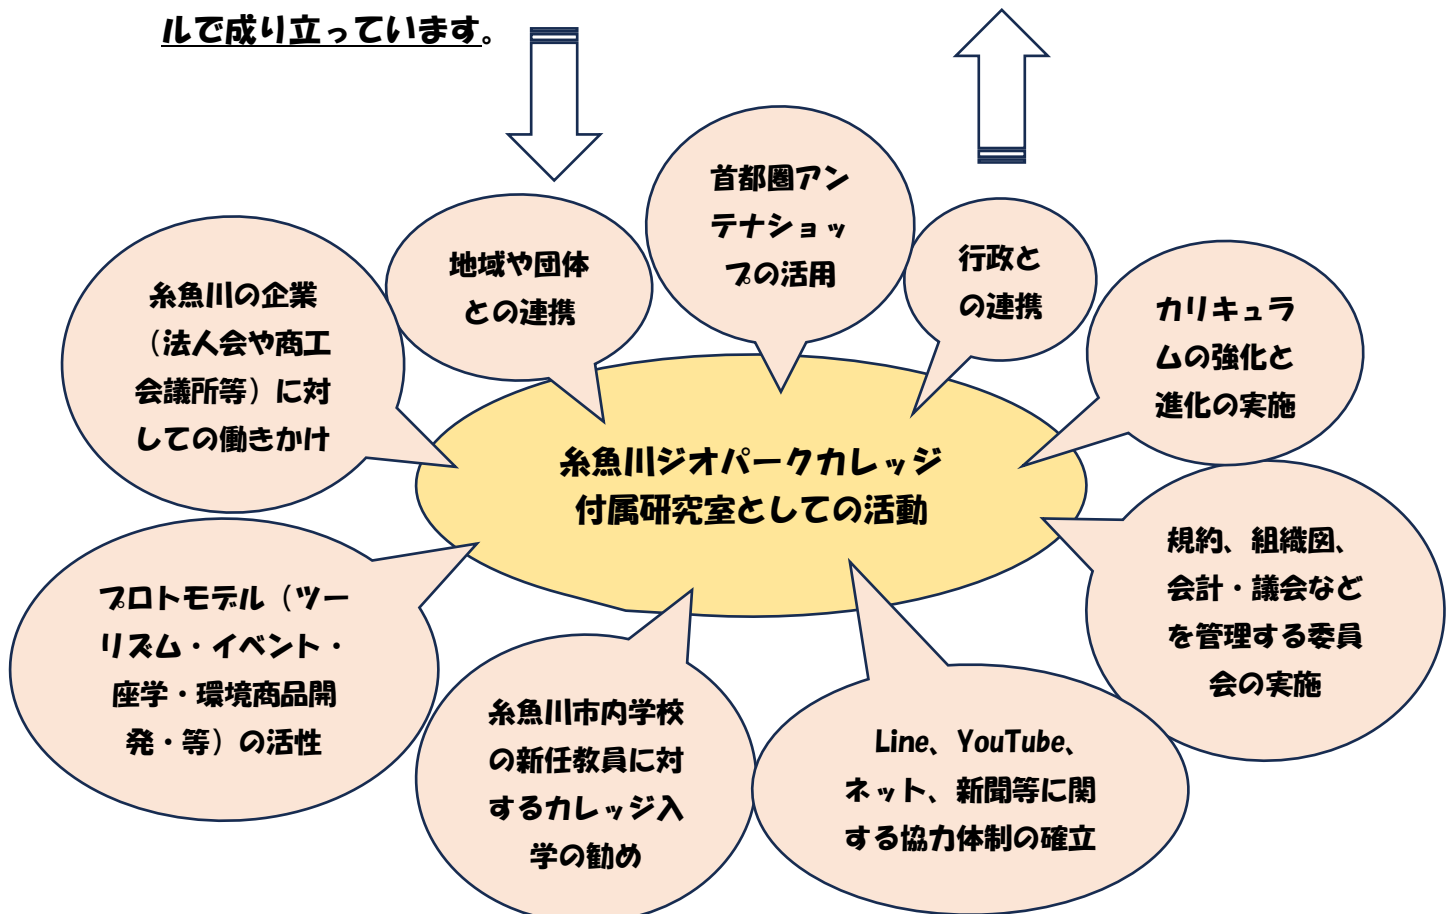 ルで成り立っています。
首都圏アン
テナショッ
プの活用
地域や団体
との連携
行政と
の連携
糸魚川の企業
（法人会や商工
会議所等）に対
しての働きかけ
カリキュラ
ムの強化と
進化の実施
糸魚川ジオパークカレッジ
付属研究室としての活動
プロトモデル（ツー
リズム・イベント・
座学・環境商品開
発・等）の活性
規約、組織図、
会計・議会など
を管理する委員
会の実施
糸魚川市内学校
の新任教員に対
するカレッジ入
学の勧め
Line、YouTube、
ネット、新聞等に関
する協力体制の確立